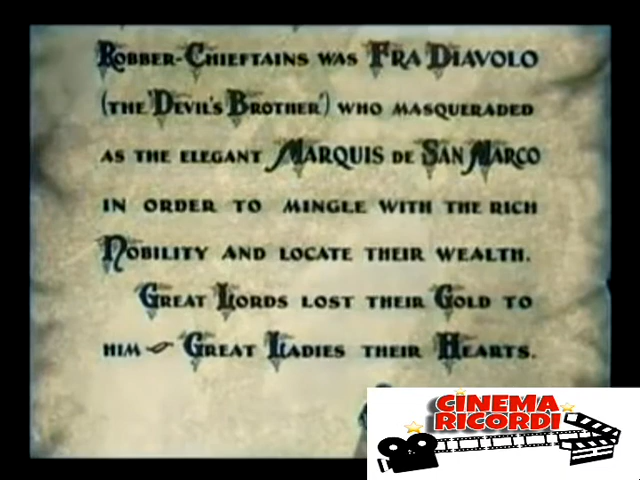 Robber-Chieftains was Fra Diavolo
(the 'Devil's Brother') who masqueraded
as the elegant Marquis de San Marco
in order to mingle with the rich
Nobility and locate their wealth.
Great Lords lost their Gold to
him — Great Ladies their Hearts.
CINEMA
RICORDI